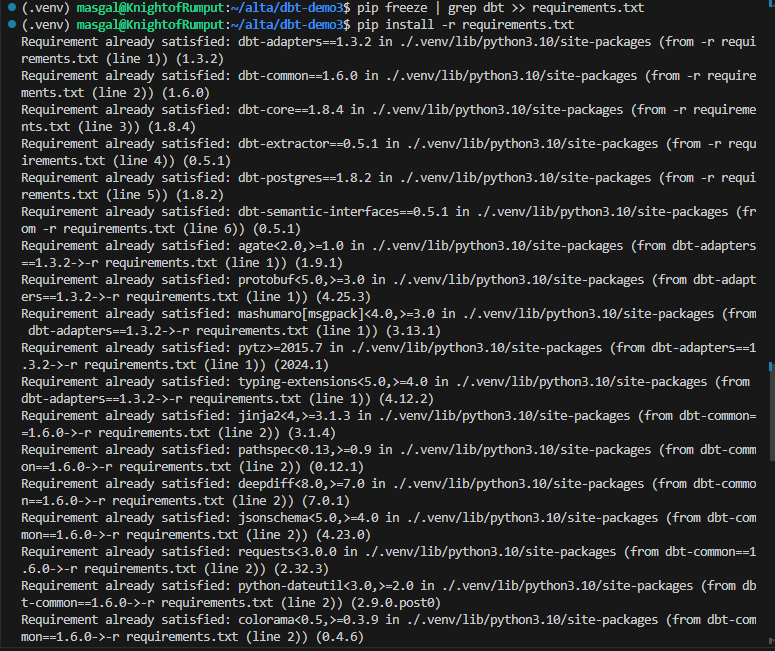 (.venv) masgal@KnightofRumput:~/alta/dbt-demo3$ pip freeze | grep dbt >> requirements.txt
(.venv) masgal@KnightofRumput:~/alta/dbt-demo3$ pip install -r requirements.txt
Requirement already satisfied: dbt-adapters==1.3.2 in ./.venv/lib/python3.10/site-packages (from -r requi
rements.txt (line 1)) (1.3.2)
Requirement already satisfied: dbt-common==1.6.0 in ./.venv/lib/python3.10/site-packages (from -r require
ments.txt (line 2)) (1.6.0)
Requirement already satisfied: dbt-core==1.8.4 in ./.venv/lib/python3.10/site-packages (from -r requireme
nts.txt (line 3)) (1.8.4)
Requirement already satisfied: dbt-extractor==0.5.1 in ./.venv/lib/python3.10/site-packages (from -r requ
irements.txt (line 4)) (0.5.1)
Requirement already satisfied: dbt-postgres==1.8.2 in ./.venv/lib/python3.10/site-packages (from -r requi
rements.txt (line 5)) (1.8.2)
Requirement already satisfied: dbt-semantic-interfaces==0.5.1 in ./.venv/lib/python3.10/site-packages (fr
om -r requirements.txt (line 6)) (0.5.1)
Requirement already satisfied: agate<2.0,>=1.0 in ./.venv/lib/python3.10/site-packages (from dbt-adapters
==1.3.2->-r requirements.txt (line 1)) (1.9.1)
Requirement already satisfied: protobuf<5.0,>=3.0 in ./.venv/lib/python3.10/site-packages (from dbt-adapt
ers==1.3.2->-r requirements.txt (line 1)) (4.25.3)
Requirement already satisfied: mashumaro[msgpack]<4.0,>=3.0 in ./.venv/lib/python3.10/site-packages (from
 dbt-adapters==1.3.2->-r requirements.txt (line 1)) (3.13.1)
Requirement already satisfied: pytz>=2015.7 in ./.venv/lib/python3.10/site-packages (from dbt-adapters==1
.3.2->-r requirements.txt (line 1)) (2024.1)
Requirement already satisfied: typing-extensions<5.0,>=4.0 in ./.venv/lib/python3.10/site-packages (from
dbt-adapters==1.3.2->-r requirements.txt (line 1)) (4.12.2)
Requirement already satisfied: jinja2<4,>=3.1.3 in ./.venv/lib/python3.10/site-packages (from dbt-common=
=1.6.0->-r requirements.txt (line 2)) (3.1.4)
Requirement already satisfied: pathspec<0.13,>=0.9 in ./.venv/lib/python3.10/site-packages (from dbt-comm
on==1.6.0->-r requirements.txt (line 2)) (0.12.1)
Requirement already satisfied: deepdiff<8.0,>=7.0 in ./.venv/lib/python3.10/site-packages (from dbt-commo
n==1.6.0->-r requirements.txt (line 2)) (7.0.1)
Requirement already satisfied: jsonschema<5.0,>=4.0 in ./.venv/lib/python3.10/site-packages (from dbt-com
mon==1.6.0->-r requirements.txt (line 2)) (4.23.0)
Requirement already satisfied: requests<3.0.0 in ./.venv/lib/python3.10/site-packages (from dbt-common==1
.6.0->-r requirements.txt (line 2)) (2.32.3)
Requirement already satisfied: python-dateutil<3.0,>=2.0 in ./.venv/lib/python3.10/site-packages (from db
t-common==1.6.0->-r requirements.txt (line 2)) (2.9.0.post0)
Requirement already satisfied: colorama<0.5,>=0.3.9 in ./.venv/lib/python3.10/site-packages (from dbt-com
mon==1.6.0->-r requirements.txt (line 2)) (0.4.6)